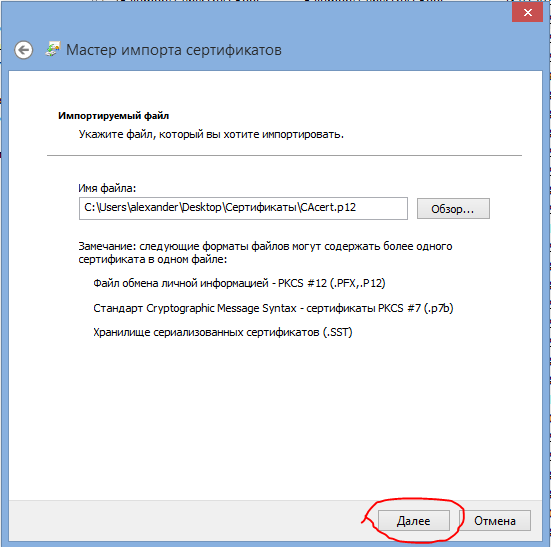 Мастер импорта сертификатов
Импортируемый файл
Укажите файл, который вы хотите импортировать.
Имя файла:
C:\Users\alexander\Desktop\Сертификаты\CAcert.p12
Обзор...
Замечание: следующие форматы файлов могут содержать более одного
сертификата в одном файле:
Файл обмена личной информацией - PKCS #12 (.PFX,.P12)
Стандарт Cryptographic Message Syntax - сертификаты PKCS #7 (.p7b)
Хранилище сериализованных сертификатов (.SST)
Далее
Отмена